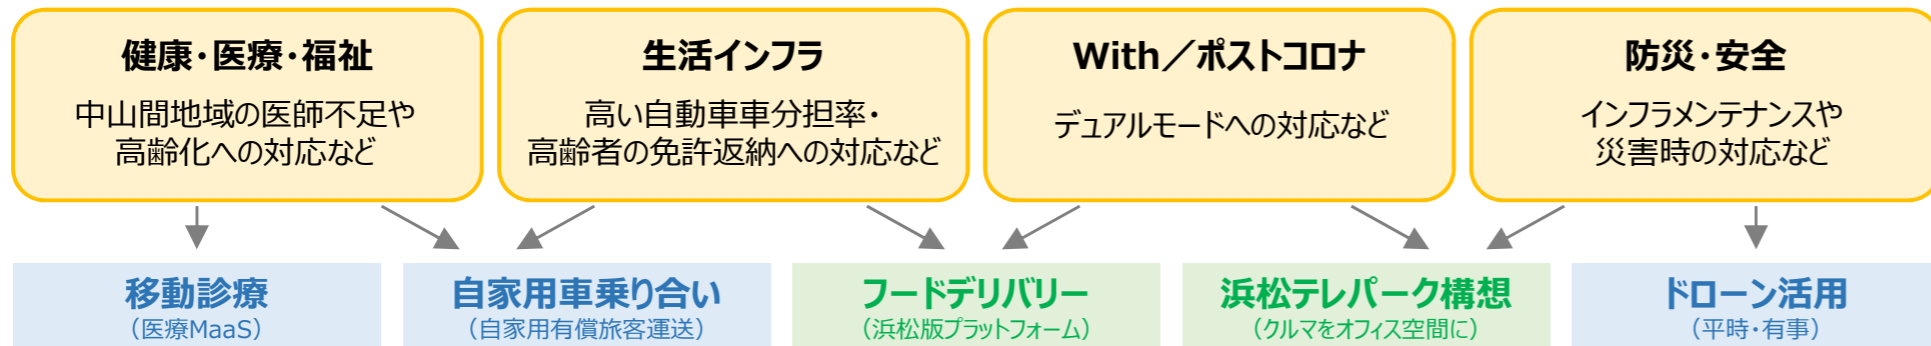 健康・医療・福祉
中山間地域の医師不足や
高齢化への対応など
生活インフラ
高い自動車車分担率・
高齢者の免許返納への対応など
With／ポストコロナ
デュアルモードへの対応など
防災・安全
インフラメンテナンスや
災害時の対応など
移動診療
（医療MaaS）
自家用車乗り合い
（自家用有償旅客運送）
フードデリバリー
（浜松版プラットフォーム）
浜松テレパーク構想
（クルマをオフィス空間に）
ドローン活用
（平時・有事）